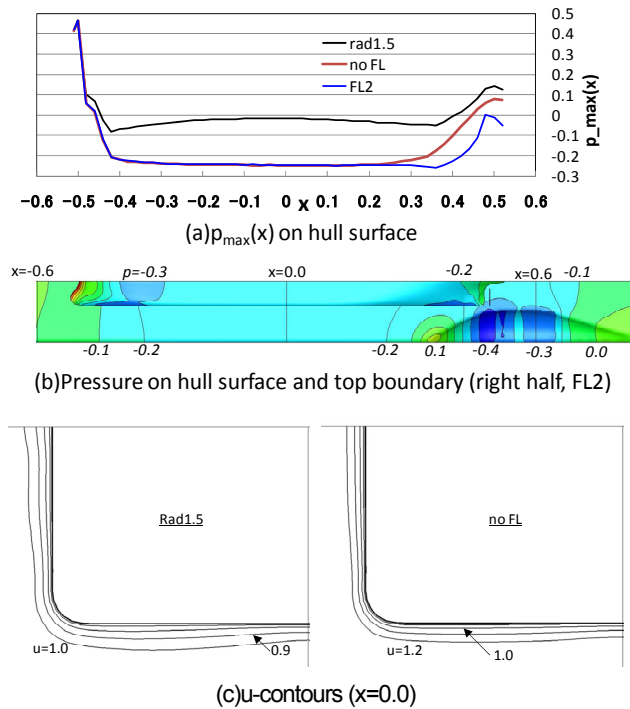 0.5
0.4
0.3
0.2
0.1
0
-0.1
-0.2
-0.3
p_max(x)
rad1.5
no FL
FL2
−0.6 −0.5 −0.4 −0.3 −0.2 −0.1 0 0.1 0.2 0.3 0.4 0.5 0.6
x
(a)pmax(x) on hull surface
x=-0.6 p=-0.3 x=0.0 -0.2 x=0.6 -0.1
-0.1 -0.2 -0.2 0.1 -0.4 -0.3 0.0
(b)Pressure on hull surface and top boundary (right half, FL2)
Rad1.5
no FL
u=1.0 0.9
u=1.2 1.0
(c)u-contours (x=0.0)